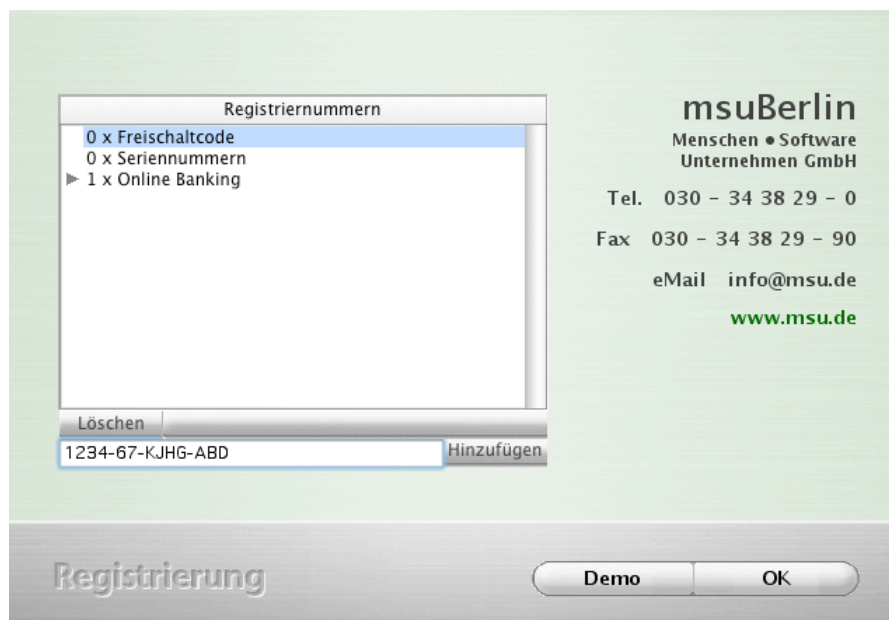 Registriernummern
0 x Freischaltcode
0 x Seriennummern
1 x Online Banking
Löschen
1234-67-KJHG-ABD
Hinzufügen
msuBerlin
Menschen • Software
Unternehmen GmbH
Tel. 030 - 34 38 29 - 0
Fax 030 - 34 38 29 - 90
eMail info@msu.de
www.msu.de
Registrierung
Demo OK